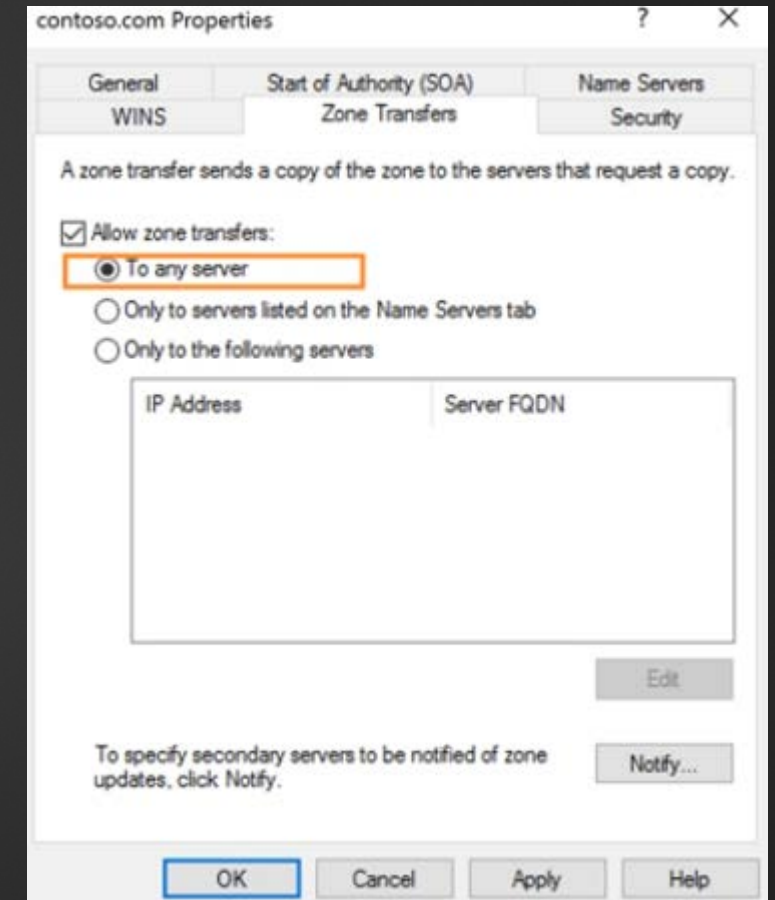 contoso.com Properties ? ✕
General Start of Authority (SOA) Name Servers
WINS Zone Transfers Security
A zone transfer sends a copy of the zone to the servers that request a copy.
Allow zone transfers:
To any server
Only to servers listed on the Name Servers tab
Only to the following servers
IP Address Server FQDN
Edit
To specify secondary servers to be notified of zone
updates, click Notify.
Notify...
OK Cancel Apply Help